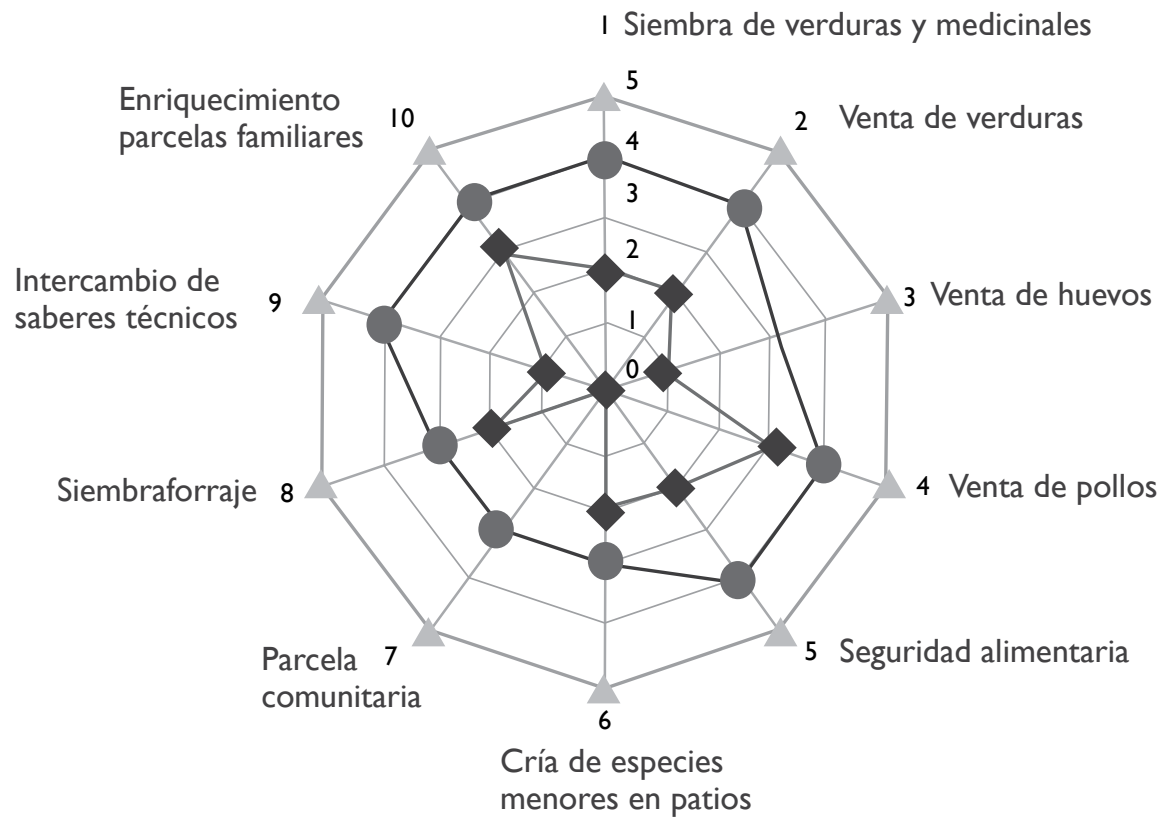 1 Siembra de verduras y medicinales
5
4
3
2
1
0
2 Venta de verduras
3 Venta de huevos
4 Venta de pollos
5 Seguridad alimentaria
6
Cría de especies
menores en patios
7
Parcela
comunitaria
Siembraforraje 8
Intercambio de
saberes técnicos
9
Enriquecimiento
parcelas familiares
10